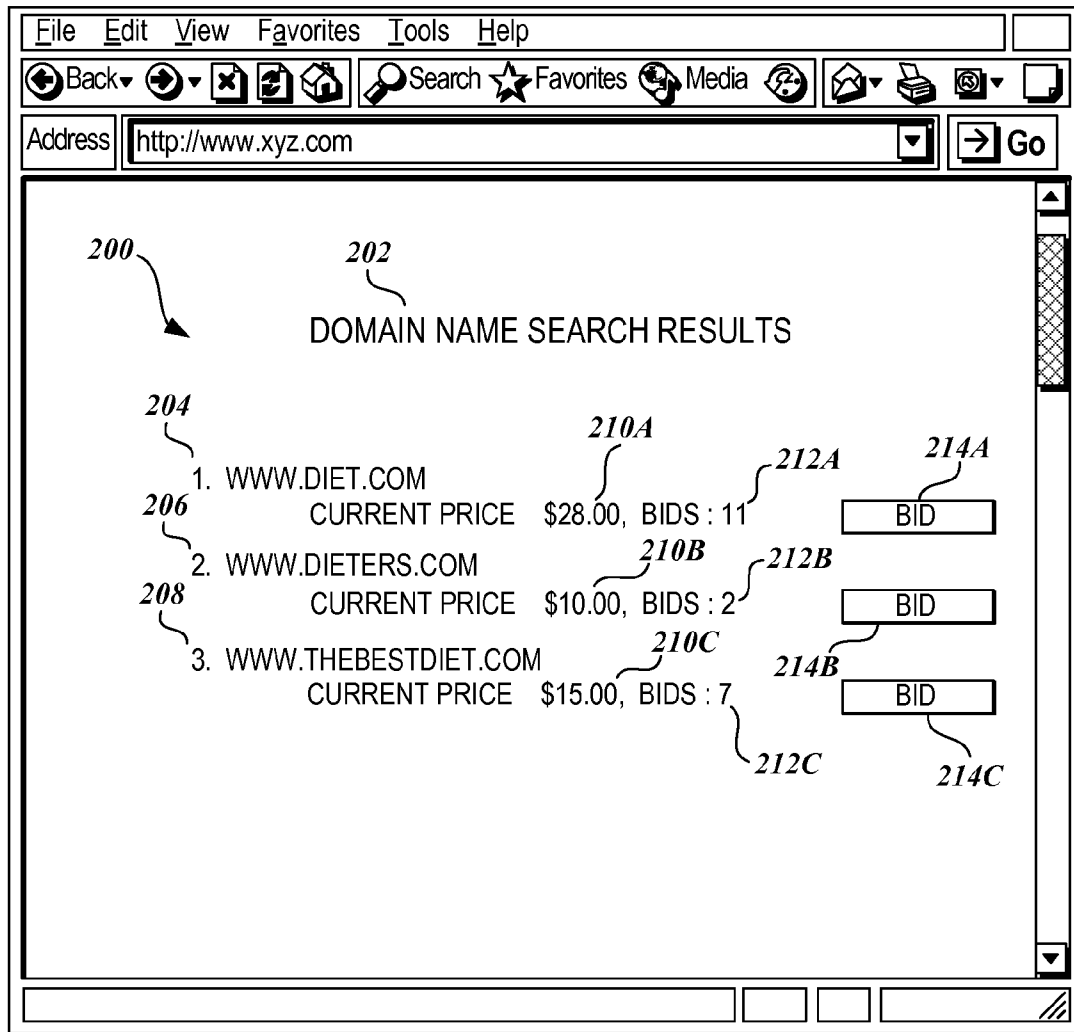 File Edit View Favorites Tools Help
Back Search Favorites Media
Address http://www.xyz.com Go
200 202
DOMAIN NAME SEARCH RESULTS
204 210A 212A 214A
1. WWW.DIET.COM
CURRENT PRICE $28.00, BIDS : 11 BID
206 210B 212B
2. WWW.DIETERS.COM
CURRENT PRICE $10.00, BIDS : 2 BID
208 210C 214B
3. WWW.THEBESTDIET.COM
CURRENT PRICE $15.00, BIDS : 7 BID
212C 214C